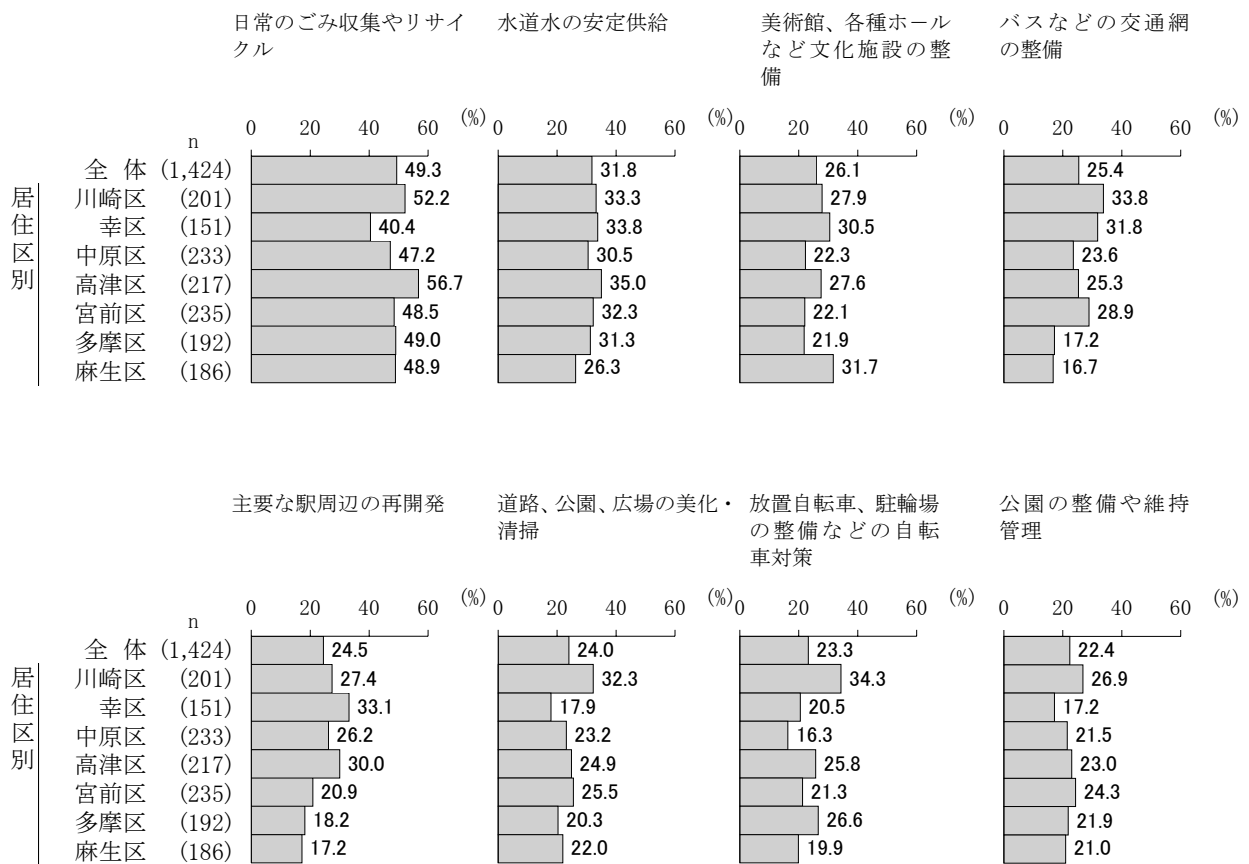 日常のごみ収集やリサイ 水道水の安定供給 美術館、各種ホール バスなどの交通網
クル など文化施設の整 の整備
備
0 20 40 60 (%) 0 20 40 60 (%) 0 20 40 60 (%) 0 20 40 60 (%)
n
全 体 (1,424) 49.3 31.8 26.1 25.4
居住区別
川崎区 (201) 52.2 33.3 27.9 33.8
幸区 (151) 40.4 33.8 30.5 31.8
中原区 (233) 47.2 30.5 22.3 23.6
高津区 (217) 56.7 35.0 27.6 25.3
宮前区 (235) 48.5 32.3 22.1 28.9
多摩区 (192) 49.0 31.3 21.9 17.2
麻生区 (186) 48.9 26.3 31.7 16.7
主要な駅周辺の再開発 道路、公園、広場の美化・ 放置自転車、駐輪場 公園の整備や維持
清掃 の整備などの自転 管理
車対策
0 20 40 60 (%) 0 20 40 60 (%) 0 20 40 60 (%) 0 20 40 60 (%)
n
全 体 (1,424) 24.5 24.0 23.3 22.4
居住区別
川崎区 (201) 27.4 32.3 34.3 26.9
幸区 (151) 33.1 17.9 20.5 17.2
中原区 (233) 26.2 23.2 16.3 21.5
高津区 (217) 30.0 24.9 25.8 23.0
宮前区 (235) 20.9 25.5 21.3 24.3
多摩区 (192) 18.2 20.3 26.6 21.9
麻生区 (186) 17.2 22.0 19.9 21.0